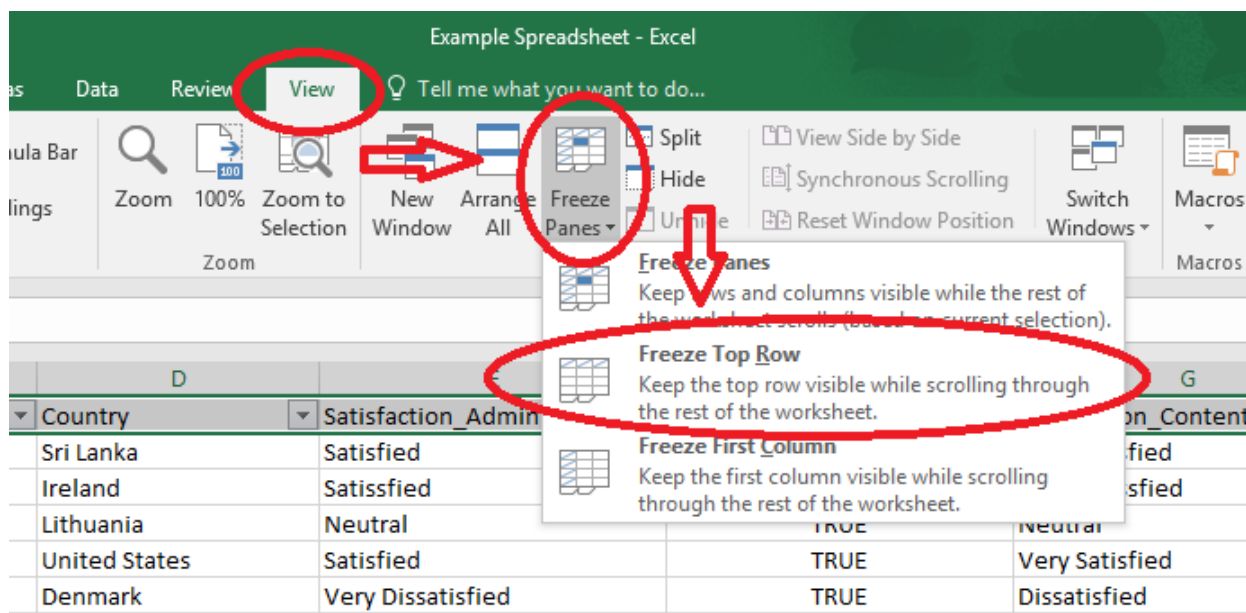 Example Spreadsheet - Excel
as Data Review View Tell me what you want to do...
nula Bar
lings
Zoom
100
100%
Zoom to
Selection
New
Window
Arrange
All
Freeze
Panes
Split
Hide
Unhide
View Side by Side
Synchronous Scrolling
Reset Window Position
Switch
Windows
Macros
Zoom
Macros
Freeze Panes
Keep rows and columns visible while the rest of
the worksheet scrolls (based on current selection).
Freeze Top Row
Keep the top row visible while scrolling through
the rest of the worksheet.
Freeze First Column
Keep the first column visible while scrolling
through the rest of the worksheet.
D G
Country Satisfaction_Admin on_Content
Sri Lanka Satisfied fied
Ireland Satissfied sfied
Lithuania Neutral TRUE Neutral
United States Satisfied TRUE Very Satisfied
Denmark Very Dissatisfied TRUE Dissatisfied